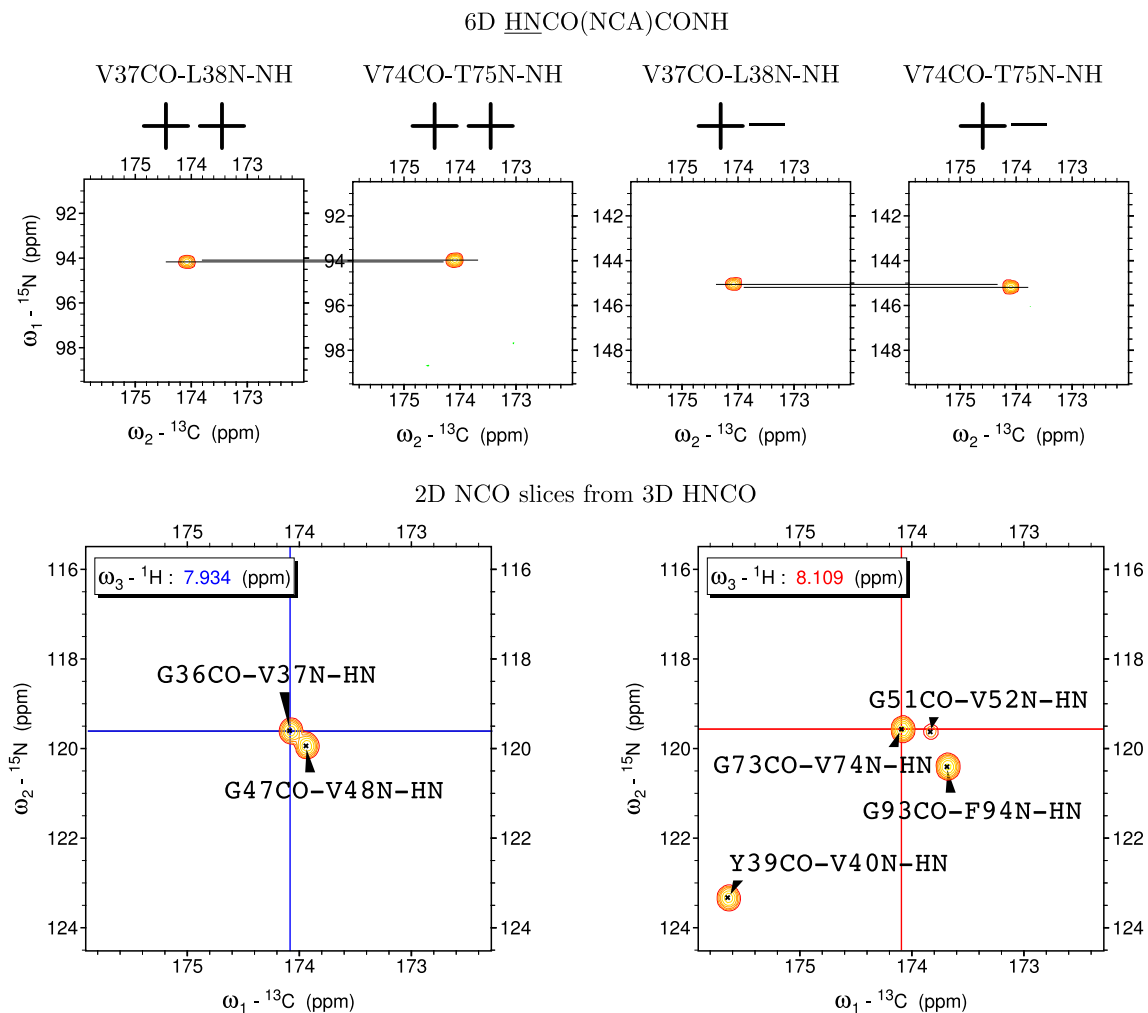 6D HNCO(NCA)CONH
V37CO-L38N-NH V74CO-T75N-NH V37CO-L38N-NH V74CO-T75N-NH
+ + + + + − + −
175 174 173 175 174 173 175 174 173 175 174 173
92 92 142 142
94 94 144 144
96 96 146 146
98 98 148 148
ω1 - 15N (ppm)
175 174 173 175 174 173 175 174 173 175 174 173
ω2 - 13C (ppm) ω2 - 13C (ppm) ω2 - 13C (ppm) ω2 - 13C (ppm)
2D NCO slices from 3D HNCO
175 174 173 175 174 173
116 116 116 116
ω3 - 1H : 7.934 (ppm) ω3 - 1H : 8.109 (ppm)
118 118 118 118
G36CO-V37N-HN G51CO-V52N-HN
120 120 120 120
G47CO-V48N-HN G73CO-V74N-HN
G93CO-F94N-HN
122 122 122 122
Y39CO-V40N-HN
124 124 124 124
ω2 - 15N (ppm) ω2 - 15N (ppm)
175 174 173 175 174 173
ω1 - 13C (ppm) ω1 - 13C (ppm)